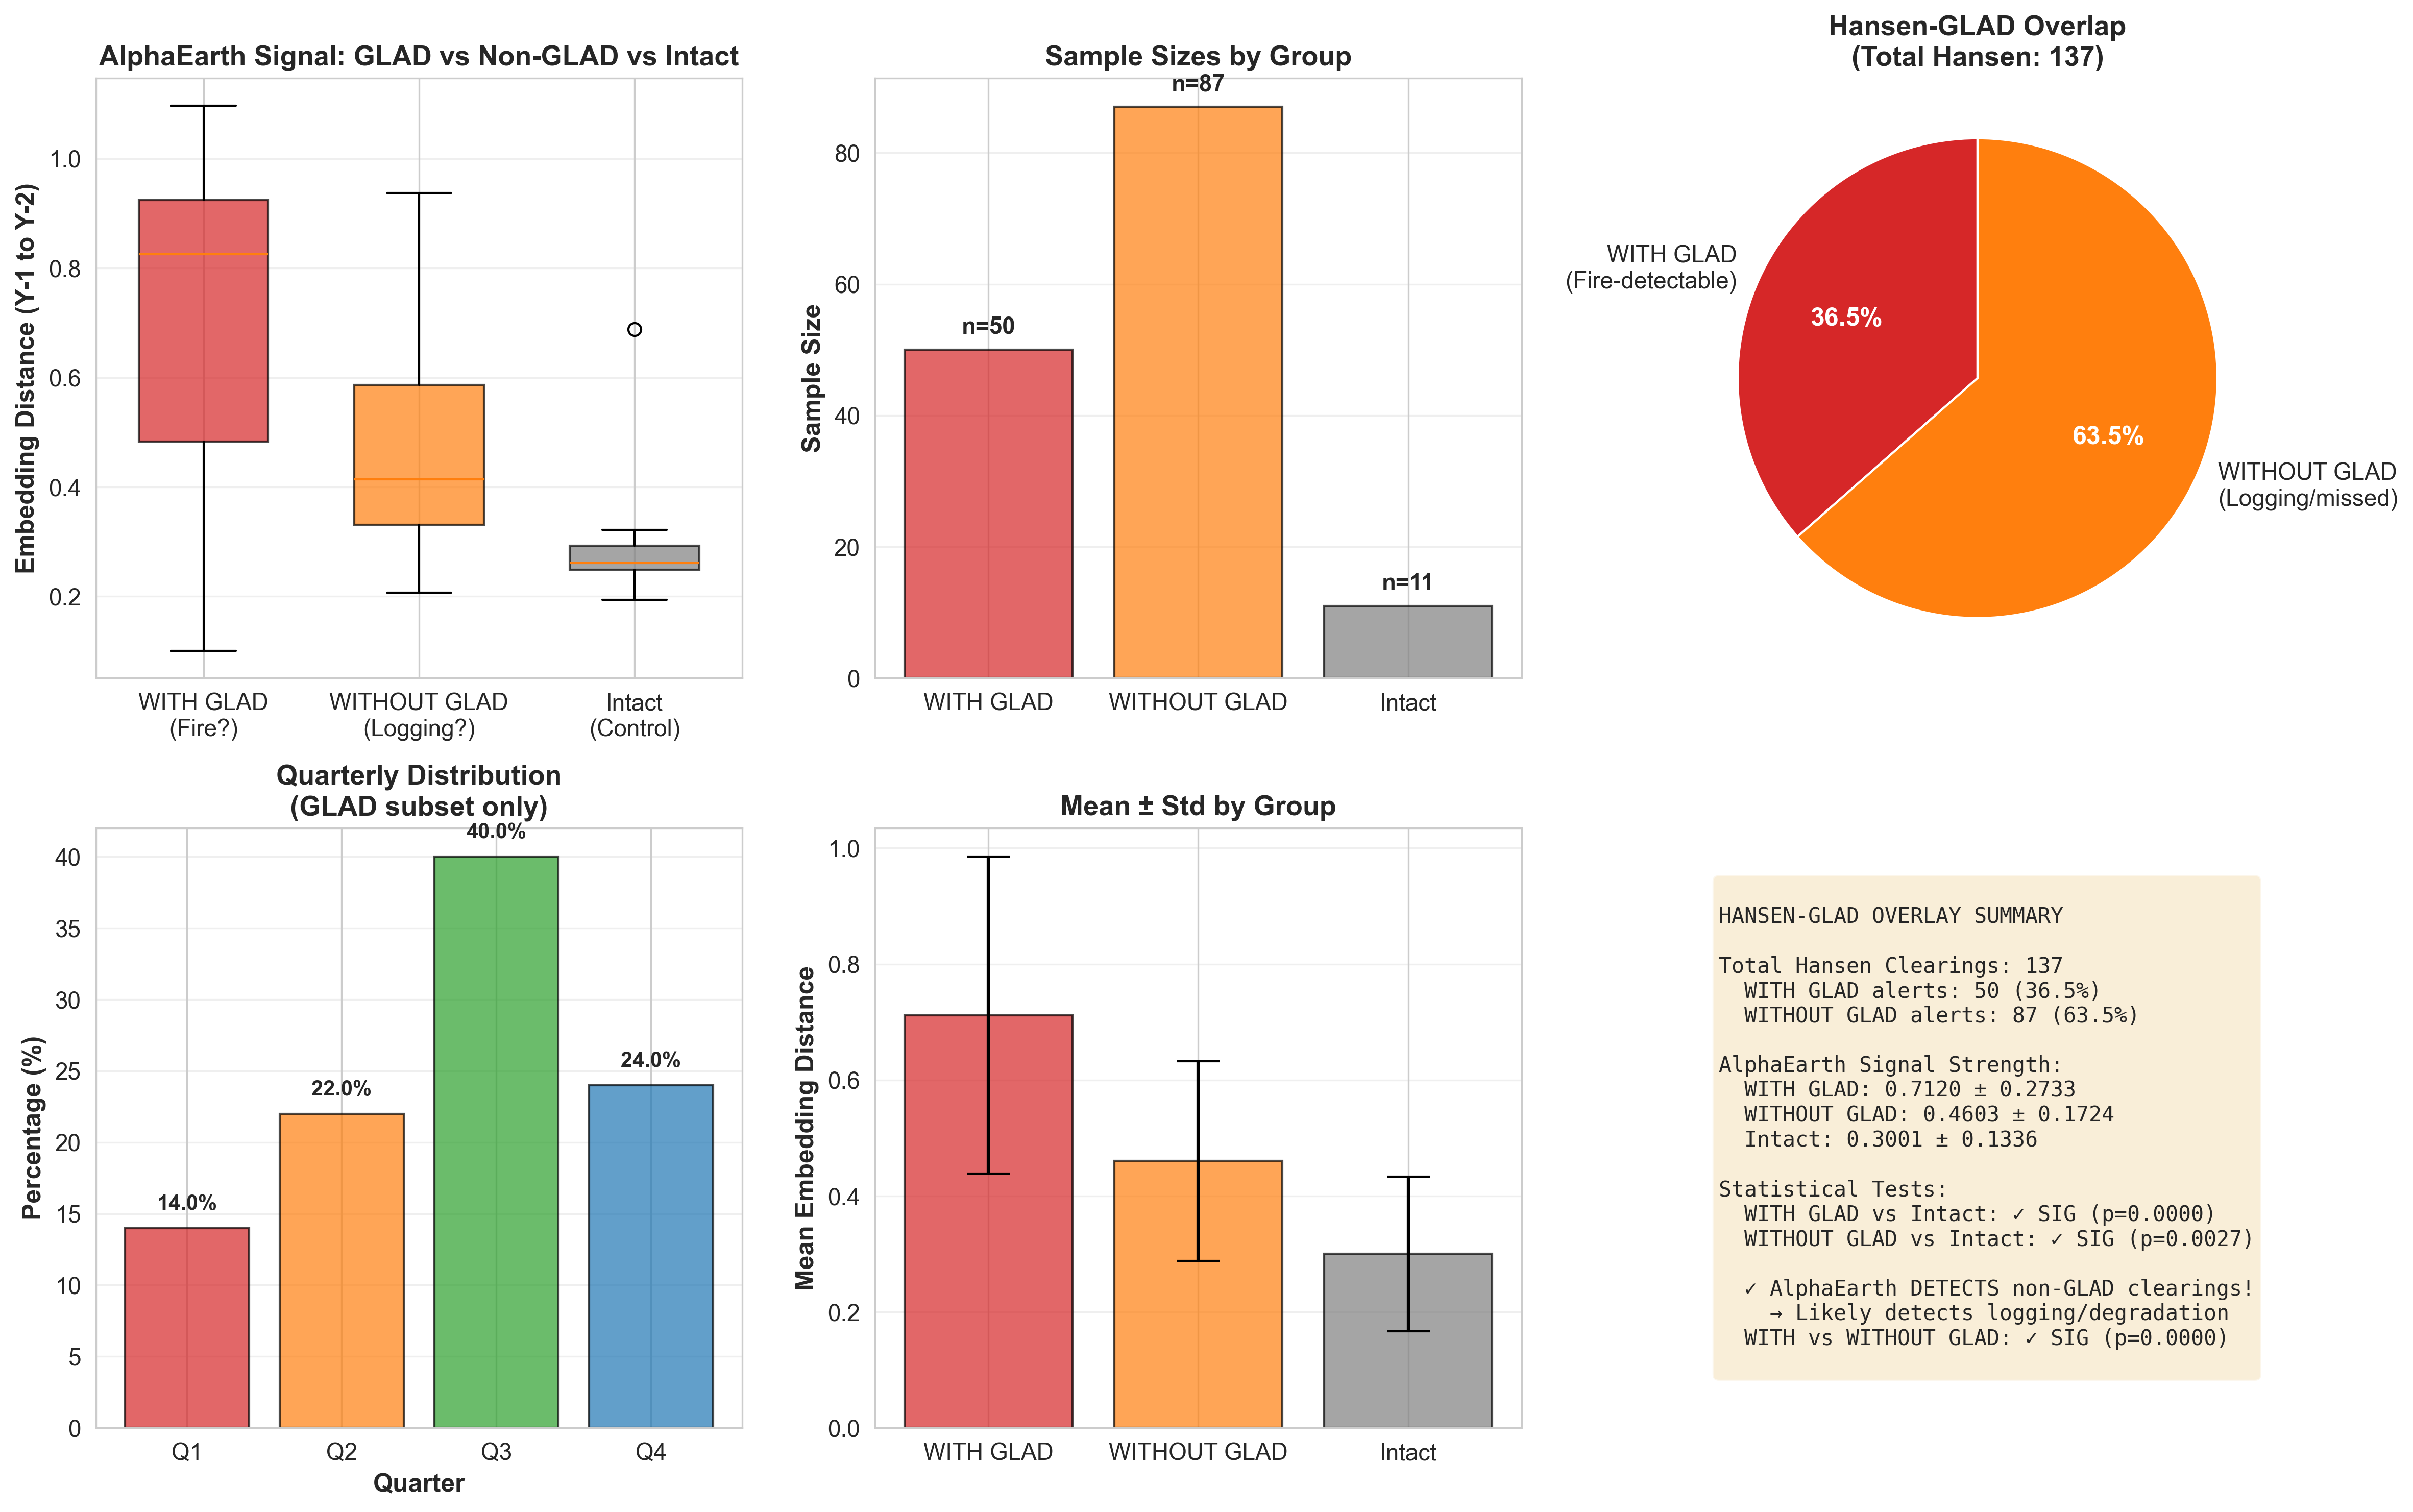 AlphaEarth Signal: GLAD vs Non-GLAD vs Intact
Embedding Distance (Y-1 to Y-2)
1.0
0.8
0.6
0.4
0.2
WITH GLAD
(Fire?)
WITHOUT GLAD
(Logging?)
Intact
(Control)
Sample Sizes by Group
Sample Size
80
60
40
20
0
n=50
n=87
n=11
WITH GLAD
WITHOUT GLAD
Intact
Hansen-GLAD Overlap
(Total Hansen: 137)
WITH GLAD
(Fire-detectable)
36.5%
63.5%
WITHOUT GLAD
(Logging/missed)
Quarterly Distribution
(GLAD subset only)
Percentage (%)
40
35
30
25
20
15
10
5
0
14.0%
22.0%
40.0%
24.0%
Q1
Q2
Q3
Q4
Quarter
Mean ± Std by Group
Mean Embedding Distance
1.0
0.8
0.6
0.4
0.2
0.0
WITH GLAD
WITHOUT GLAD
Intact
HANSEN-GLAD OVERLAY SUMMARY
Total Hansen Clearings: 137
WITH GLAD alerts: 50 (36.5%)
WITHOUT GLAD alerts: 87 (63.5%)
AlphaEarth Signal Strength:
WITH GLAD: 0.7120 ± 0.2733
WITHOUT GLAD: 0.4603 ± 0.1724
Intact: 0.3001 ± 0.1336
Statistical Tests:
WITH GLAD vs Intact: ✓ SIG (p=0.0000)
WITHOUT GLAD vs Intact: ✓ SIG (p=0.0027)
✓ AlphaEarth DETECTS non-GLAD clearings!
→ Likely detects logging/degradation
WITH vs WITHOUT GLAD: ✓ SIG (p=0.0000)